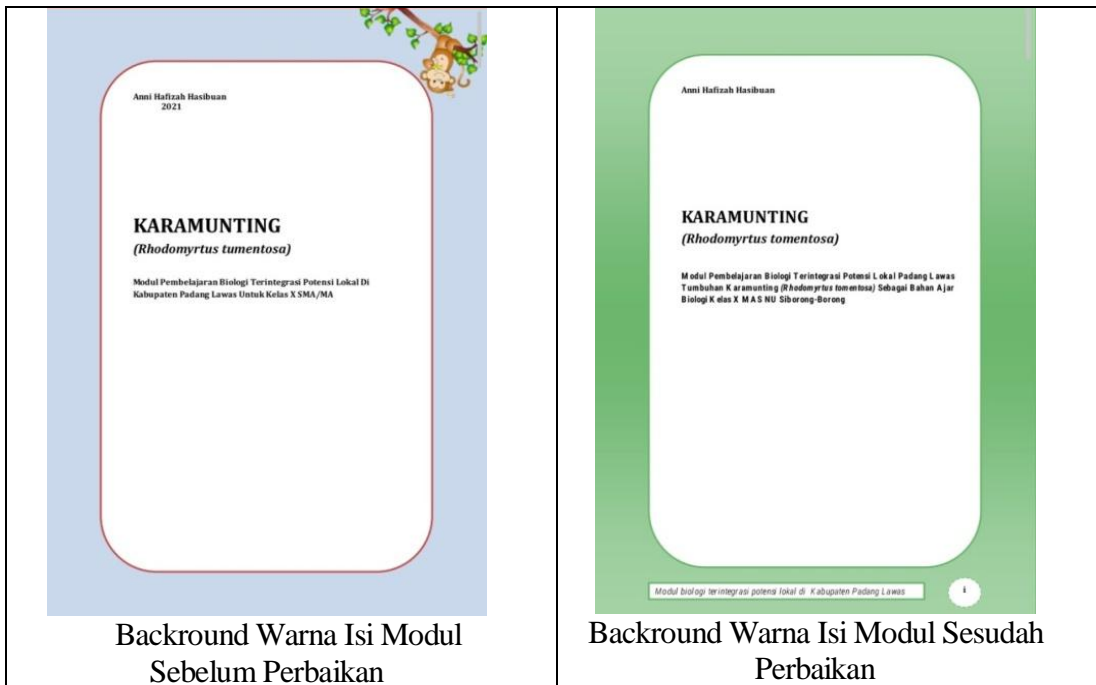 Anni Hafizah Hasibuan
2021
KARAMUNTING
(Rhodomyrtus tumentosa)
Modul Pembelajaran Biologi Terintegrasi Potensi Lokal Di
Kabupaten Padang Lawas Untuk Kelas X SMA/MA
Backround Warna Isi Modul
Sebelum Perbaikan
Anni Hafizah Hasibuan
KARAMUNTING
(Rhodomyrtus tomentosa)
Modul Pembelajaran Biologi Terintegrasi Potensi Lokal Padang Lawas
Tumbuhan Karamunting (Rhodomyrtus tomentosa) Sebagai Bahan Ajar
Biologi Kelas X MAS NU Siborong-Borong
Modul biologi terintegrasi potensi lokal di Kabupaten Padang Lawas
i
Backround Warna Isi Modul Sesudah
Perbaikan